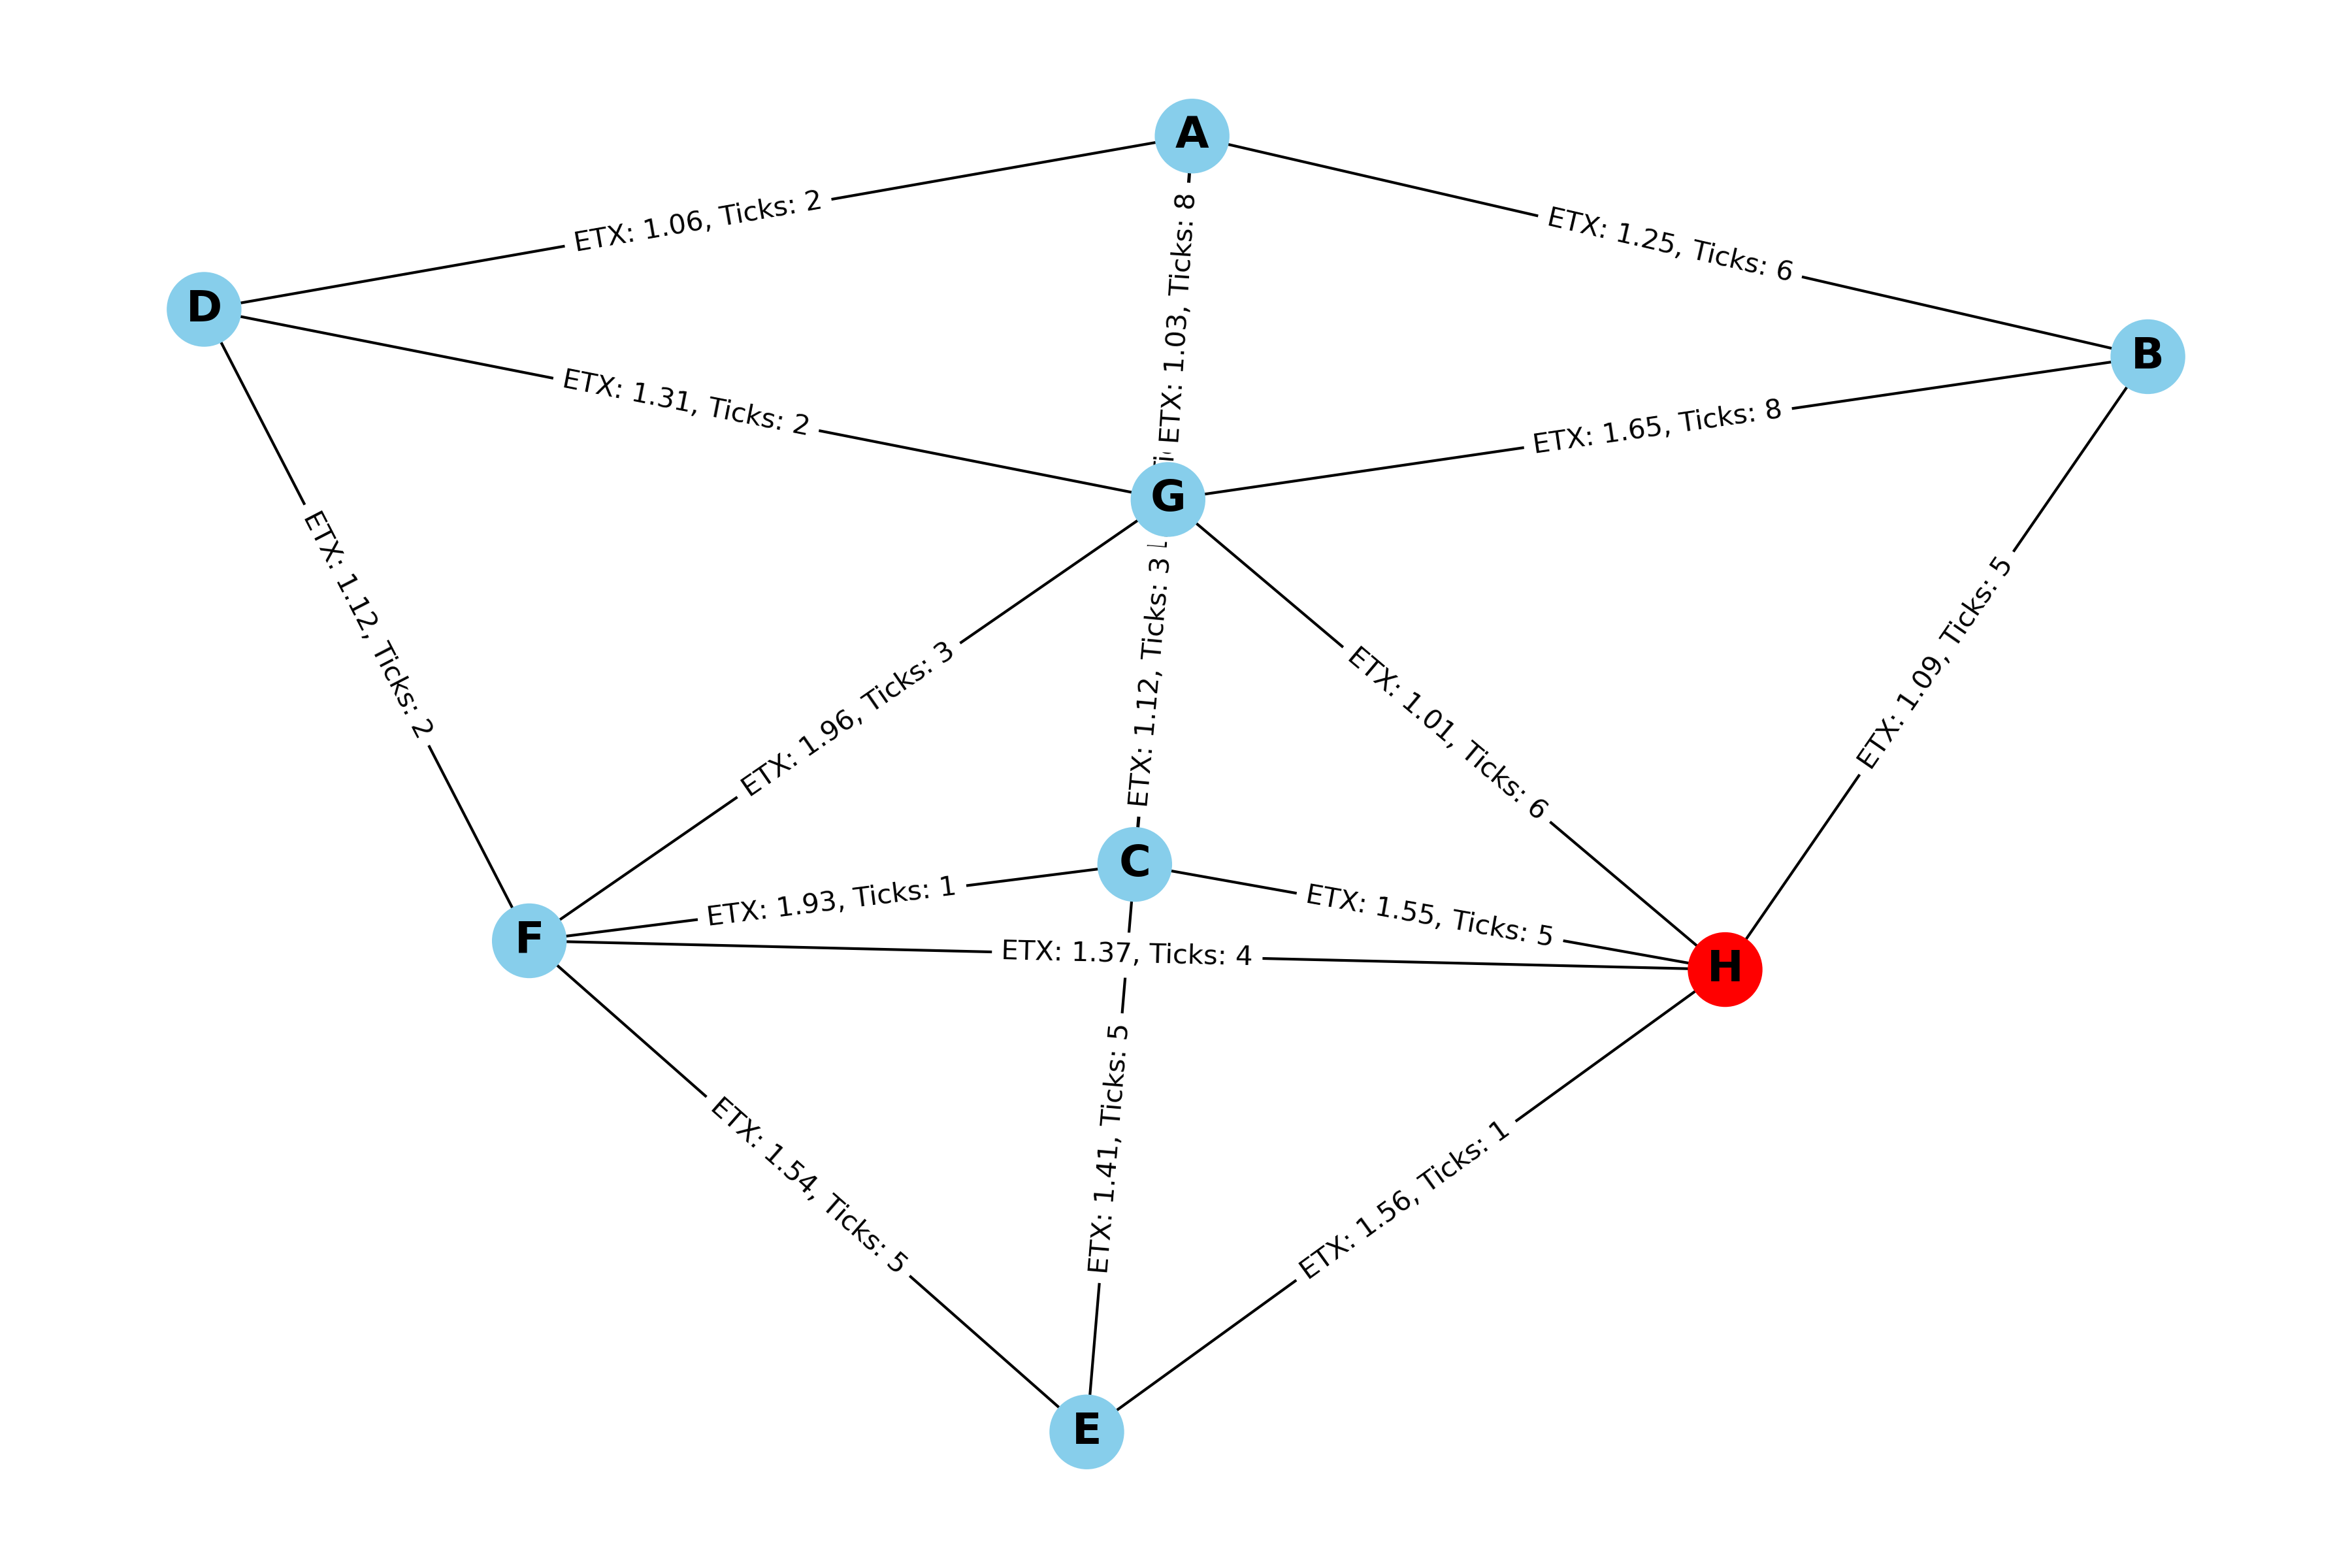 A
ETX: 1.06, Ticks: 2
ETX: 1.03, Ticks: 8
ETX: 1.25, Ticks: 6
D
B
ETX: 1.31, Ticks: 2
ETX: 1.65, Ticks: 8
G
ETX: 1.12, Ticks: 2
ETX: 1.96, Ticks: 3
ETX: 1.12, Ticks: 3
ETX: 1.01, Ticks: 6
ETX: 1.09, Ticks: 5
C
ETX: 1.93, Ticks: 1
ETX: 1.55, Ticks: 5
F
ETX: 1.37, Ticks: 4
H
ETX: 1.54, Ticks: 5
ETX: 1.41, Ticks: 5
ETX: 1.56, Ticks: 1
E